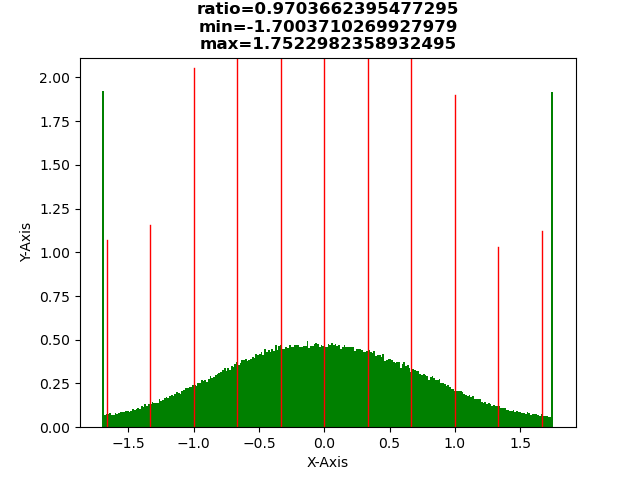 ratio=0.9703662395477295
min=-1.7003710269927979
max=1.7522982358932495
2.00
1.75
1.50
1.25
1.00
0.75
0.50
0.25
0.00
Y-Axis
−1.5 −1.0 −0.5 0.0 0.5 1.0 1.5
X-Axis